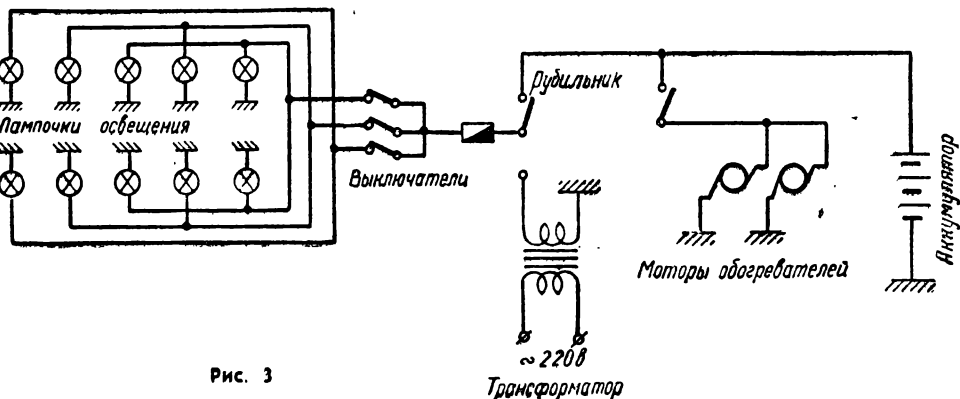 Рубильник
Лампочки освещения
Выключатели
Аккумулятор
Моторы обогревателей
~220в
Трансформатор
Рис. 3